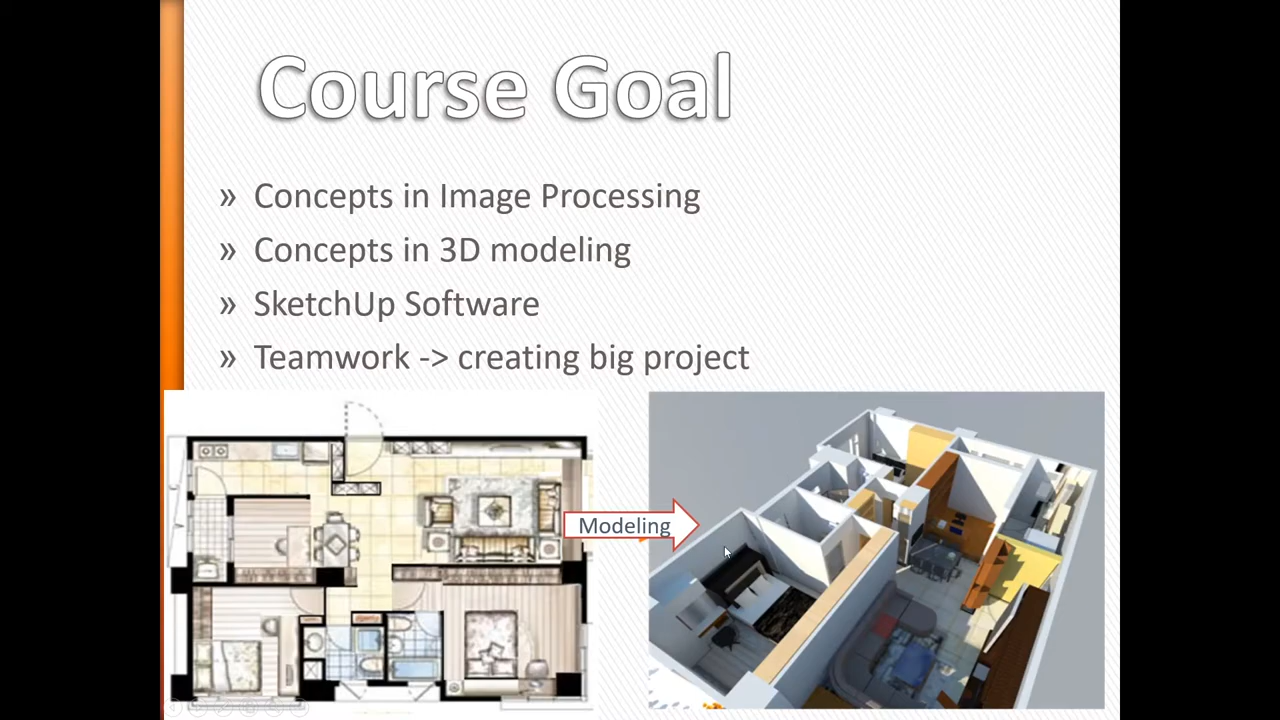 Course Goal
» Concepts in Image Processing
» Concepts in 3D modeling
» SketchUp Software
» Teamwork -> creating big project
Modeling